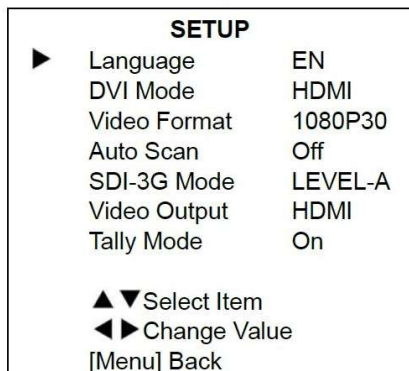 SETUP
▶ Language EN
DVI Mode HDMI
Video Format 1080P30
Auto Scan Off
SDI-3G Mode LEVEL-A
Video Output HDMI
Tally Mode On
▲▼Select Item
◀▶Change Value
[Menu] Back